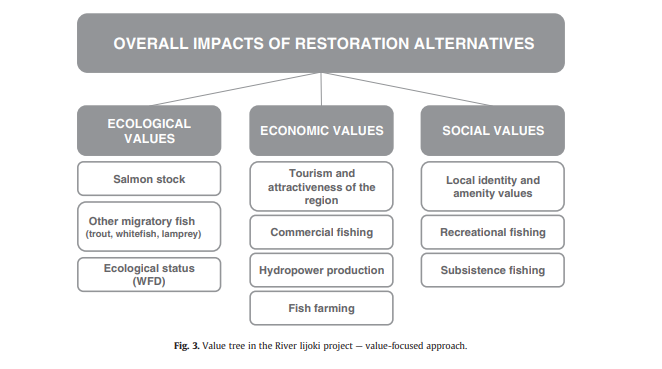 OVERALL IMPACTS OF RESTORATION ALTERNATIVES
ECOLOGICAL
VALUES
Salmon stock
Other migratory fish
(trout, whitefish, lamprey)
Ecological status
(WFD)
ECONOMIC VALUES
Tourism and
attractiveness of the
region
Commercial fishing
Hydropower production
Fish farming
SOCIAL VALUES
Local identity and
amenity values
Recreational fishing
Subsistence fishing
Fig. 3. Value tree in the River Iijoki project — value-focused approach.